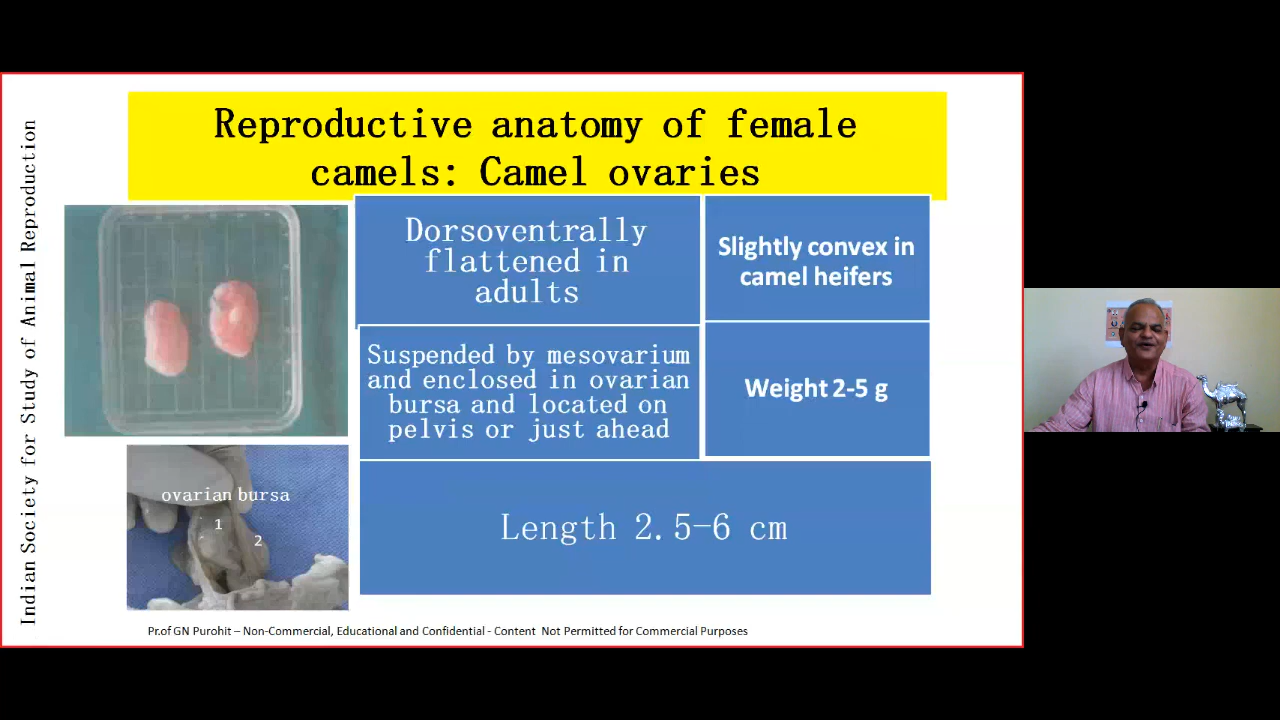 Reproductive anatomy of female
camels: Camel ovaries
Indian Society for Study of Animal Reproduction
Dorsoventrally
flattened in
adults
Slightly convex in
camel heifers
Suspended by mesovarium
and enclosed in ovarian
bursa and located on
pelvis or just ahead
Weight 2-5 g
ovarian bursa
1
2
Length 2.5-6 cm
Pr.of GN Purohit – Non-Commercial, Educational and Confidential - Content  Not Permitted for Commercial Purposes